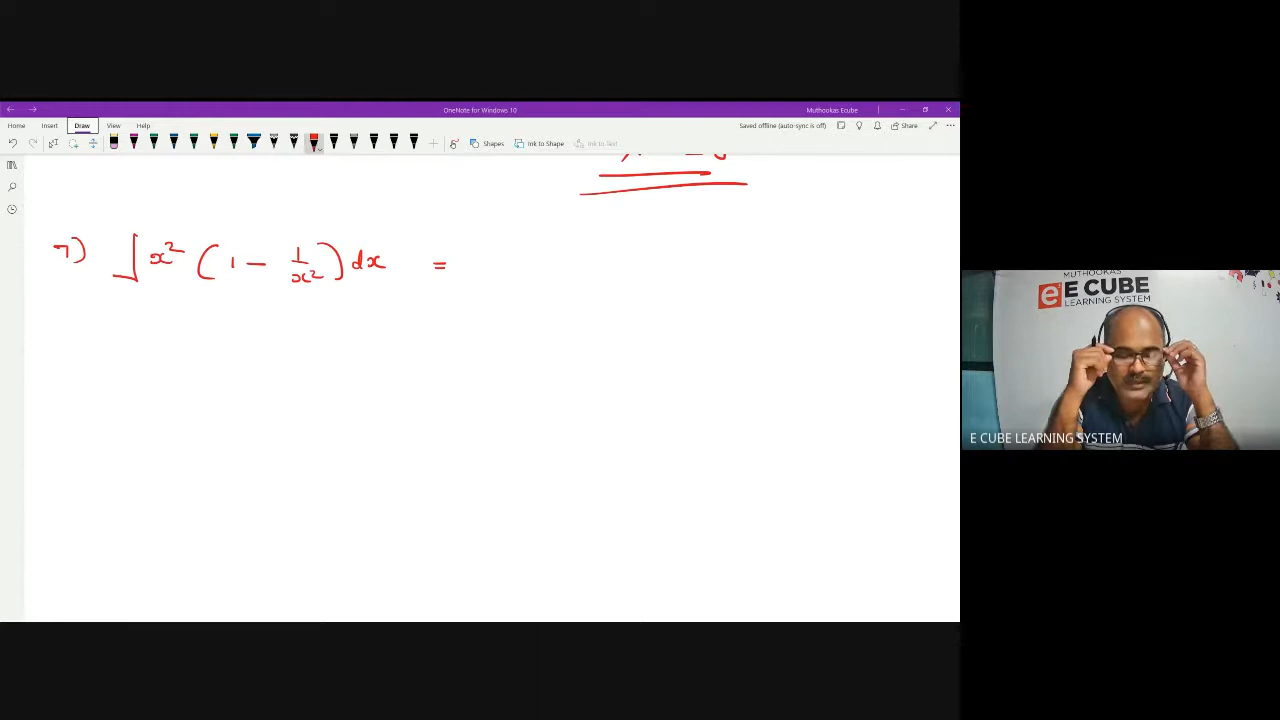 OneNote for Windows 10
Muthookas Ecube
Home Insert Draw View Help
Saved offline (auto-sync is off)
Share
Shapes
Ink to Shape
Ink to Text
7) ∫ x² (1 - 1/x²) dx =
MUTHOOKAS
E CUBE
LEARNING SYSTEM
E CUBE LEARNING SYSTEM